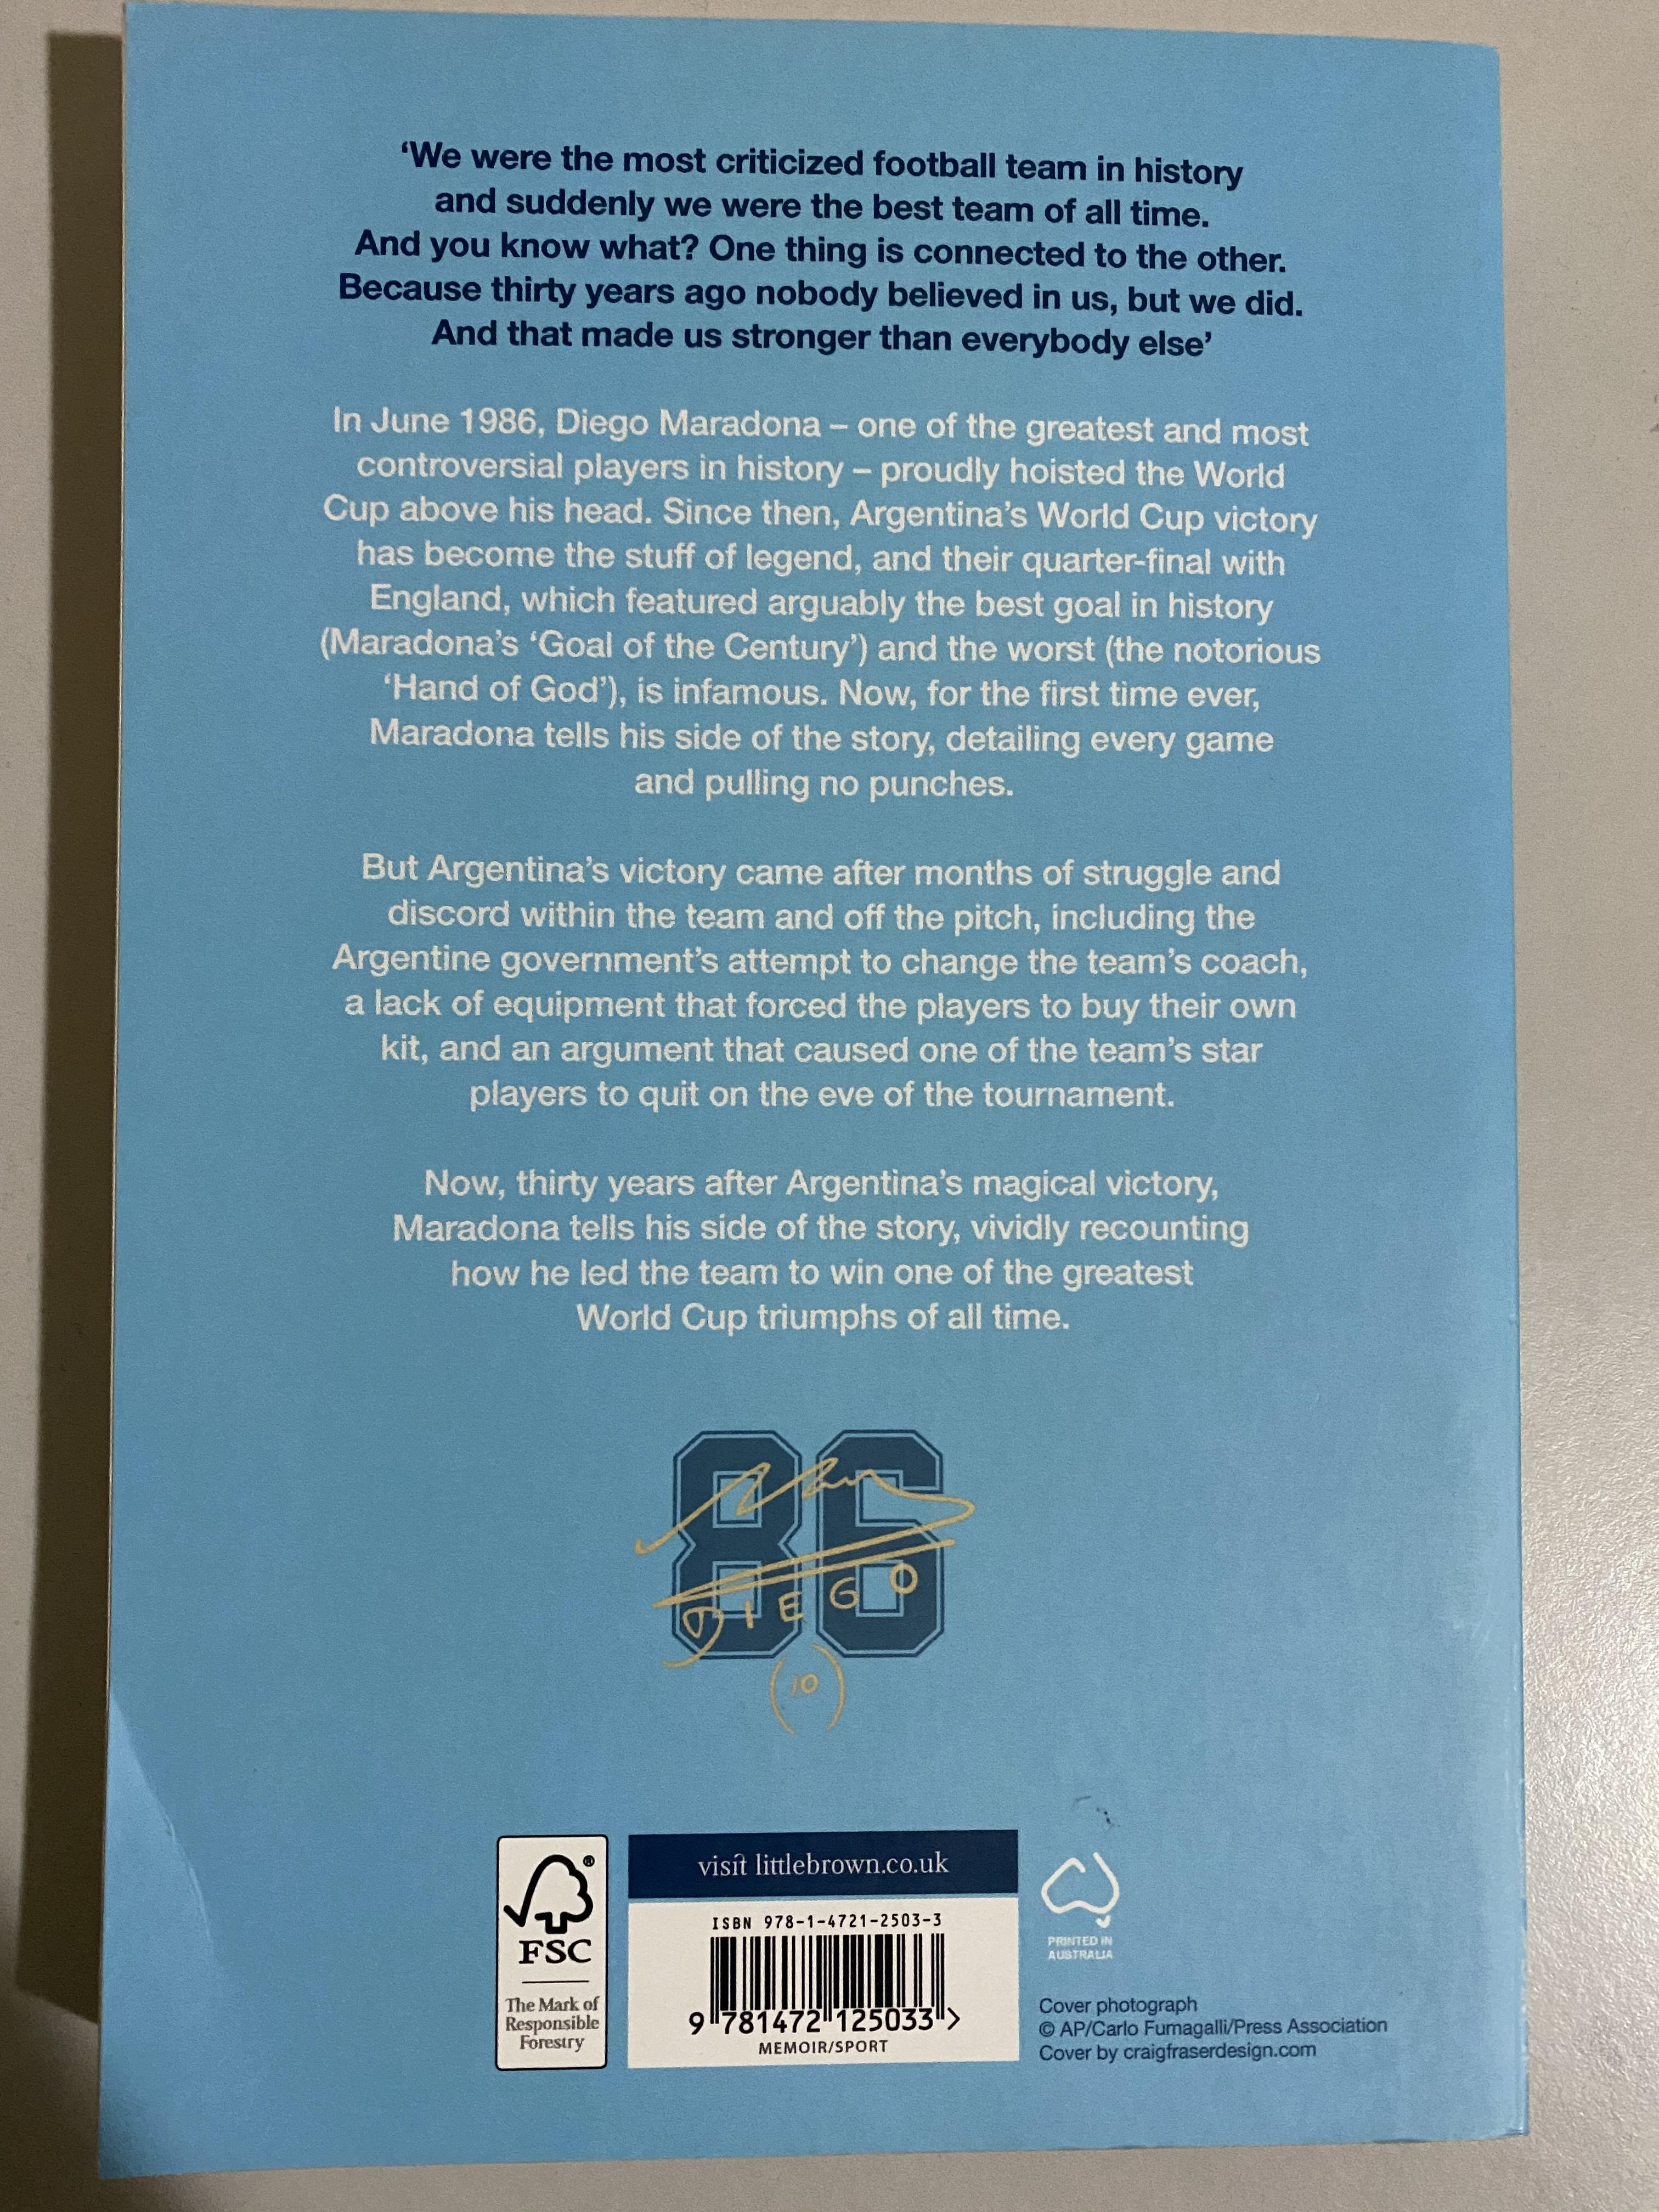 ‘We were the most criticized football team in history
and suddenly we were the best team of all time.
And you know what? One thing is connected to the other.
Because thirty years ago nobody believed in us, but we did.
And that made us stronger than everybody else’
In June 1986, Diego Maradona – one of the greatest and most
controversial players in history – proudly hoisted the World
Cup above his head. Since then, Argentina’s World Cup victory
has become the stuff of legend, and their quarter-final with
England, which featured arguably the best goal in history
(Maradona’s ‘Goal of the Century’) and the worst (the notorious
‘Hand of God’), is infamous. Now, for the first time ever,
Maradona tells his side of the story, detailing every game
and pulling no punches.
But Argentina’s victory came after months of struggle and
discord within the team and off the pitch, including the
Argentine government’s attempt to change the team’s coach,
a lack of equipment that forced the players to buy their own
kit, and an argument that caused one of the team’s star
players to quit on the eve of the tournament.
Now, thirty years after Argentina’s magical victory,
Maradona tells his side of the story, vividly recounting
how he led the team to win one of the greatest
World Cup triumphs of all time.
86
DIEGO
(10)
FSC
The Mark of
Responsible
Forestry
visit littlebrown.co.uk
ISBN 978-1-4721-2503-3
9 781472 125033 >
MEMOIR/SPORT
PRINTED IN
AUSTRALIA
Cover photograph
© AP/Carlo Fumagalli/Press Association
Cover by craigfraserdesign.com